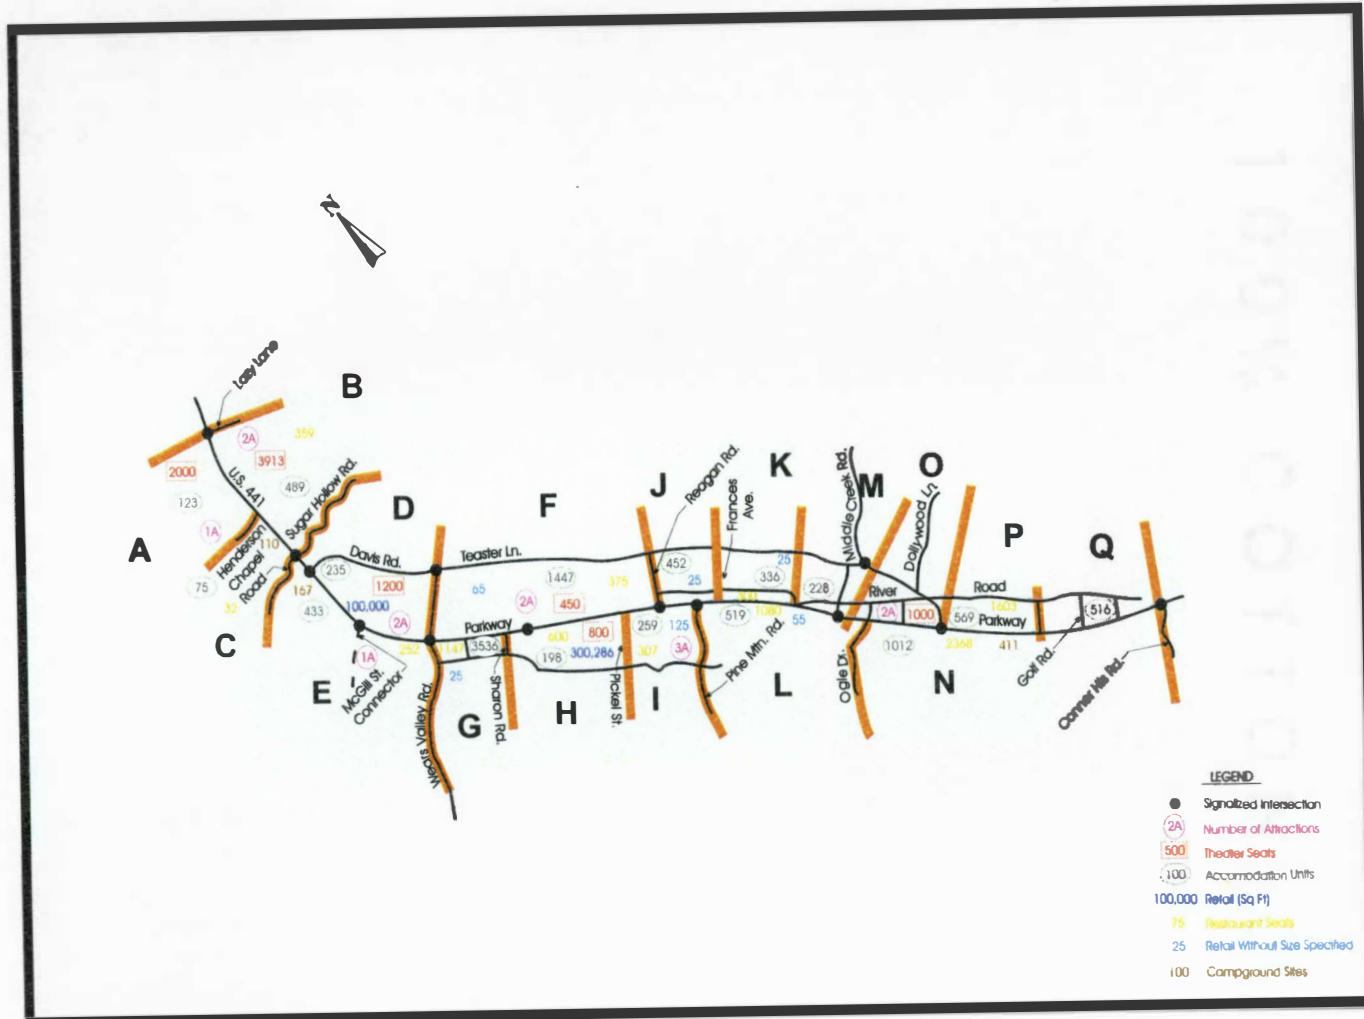 N
Lazy Lane
B
2A
359
3913
2000
U.S. 441
489
123
Sugar Hollow Rd.
1A
A
110
Henderson
Chapel
Road
75
32
C
D
235
Davis Rd.
167
1200
433
100,000
2A
1A
252
E
McGill St.
Connector
Wears Valley Rd.
F
Teaster Ln.
65
1447
375
2A
450
Parkway
1147
3536
25
G
Sharon Rd.
600
800
198
300,286
H
Pickel St.
J
Reagan Rd.
452
25
259
125
307
3A
I
Frances
Ave.
K
25
336
1080
519
55
Pine Mtn. Rd.
L
Middle Creek Rd.
M
228
River
Ogle Dr.
O
Dollywood Ln
2A
1000
1012
569
2368
N
P
Road
1603
Parkway
411
Q
516
Golf Rd.
Conner Hts Rd.
LEGEND
Signalized Intersection
2A Number of Attractions
500 Theater Seats
100 Accomodation Units
100,000 Retail (Sq Ft)
75 Restaurant Seats
25 Retail Without Size Specified
100 Campground Sites